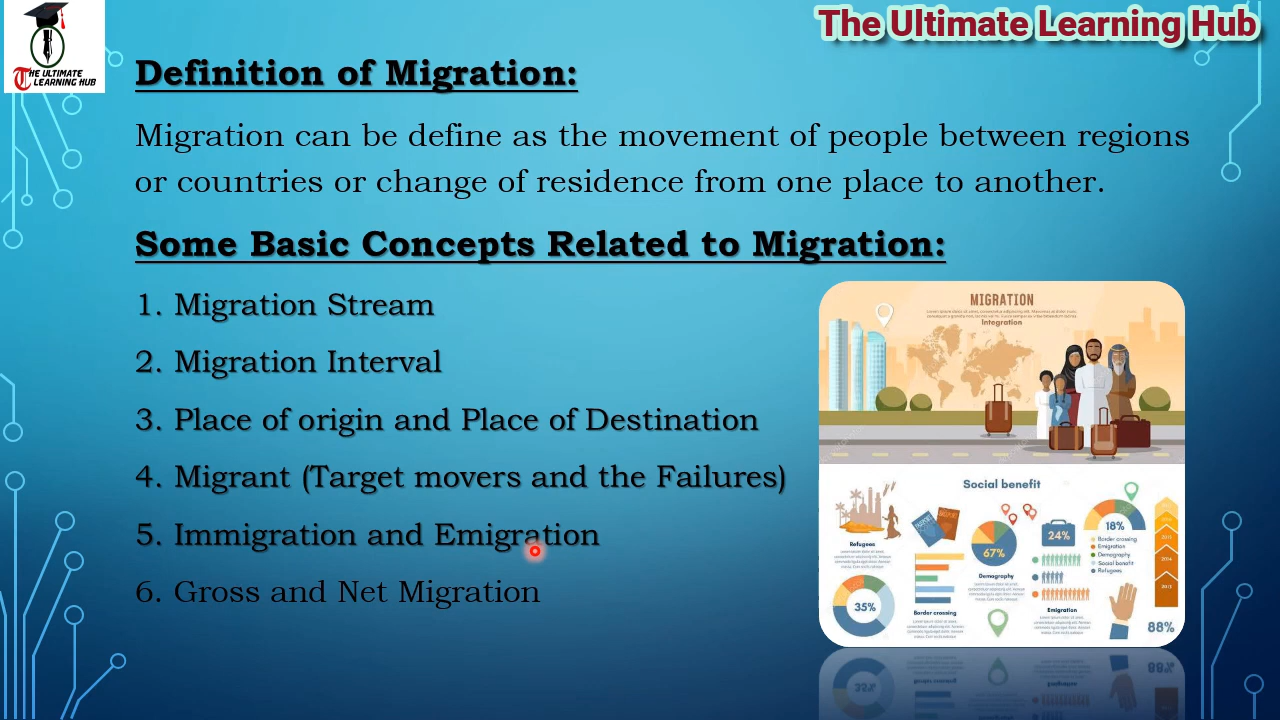 The Ultimate Learning Hub
THE ULTIMATE
LEARNING HUB
Definition of Migration:
Migration can be define as the movement of people between regions
or countries or change of residence from one place to another.
Some Basic Concepts Related to Migration:
1. Migration Stream
2. Migration Interval
3. Place of origin and Place of Destination
4. Migrant (Target movers and the Failures)
5. Immigration and Emigration
6. Gross and Net Migration
MIGRATION
Integration
Social benefit
Refugees
35%
Border crossing
67%
Demography
24%
Emigration
18%
Border crossing
Emigration
Demography
Social benefit
Refugees
88%